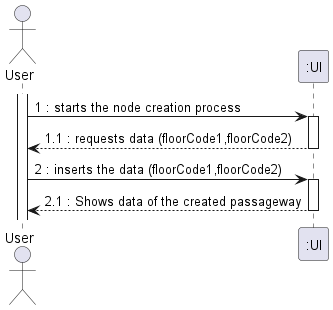 User
:UI
1 : starts the node creation process
1.1 : requests data (floorCode1,floorCode2)
2 : inserts the data (floorCode1,floorCode2)
2.1 : Shows data of the created passageway
User
:UI